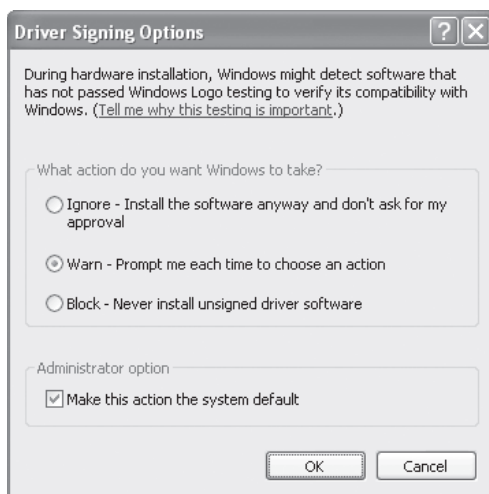 Driver Signing Options
During hardware installation, Windows might detect software that
has not passed Windows Logo testing to verify its compatibility with
Windows. (Tell me why this testing is important.)
What action do you want Windows to take?
Ignore - Install the software anyway and don't ask for my
approval
Warn - Prompt me each time to choose an action
Block - Never install unsigned driver software
Administrator option
Make this action the system default
OK Cancel